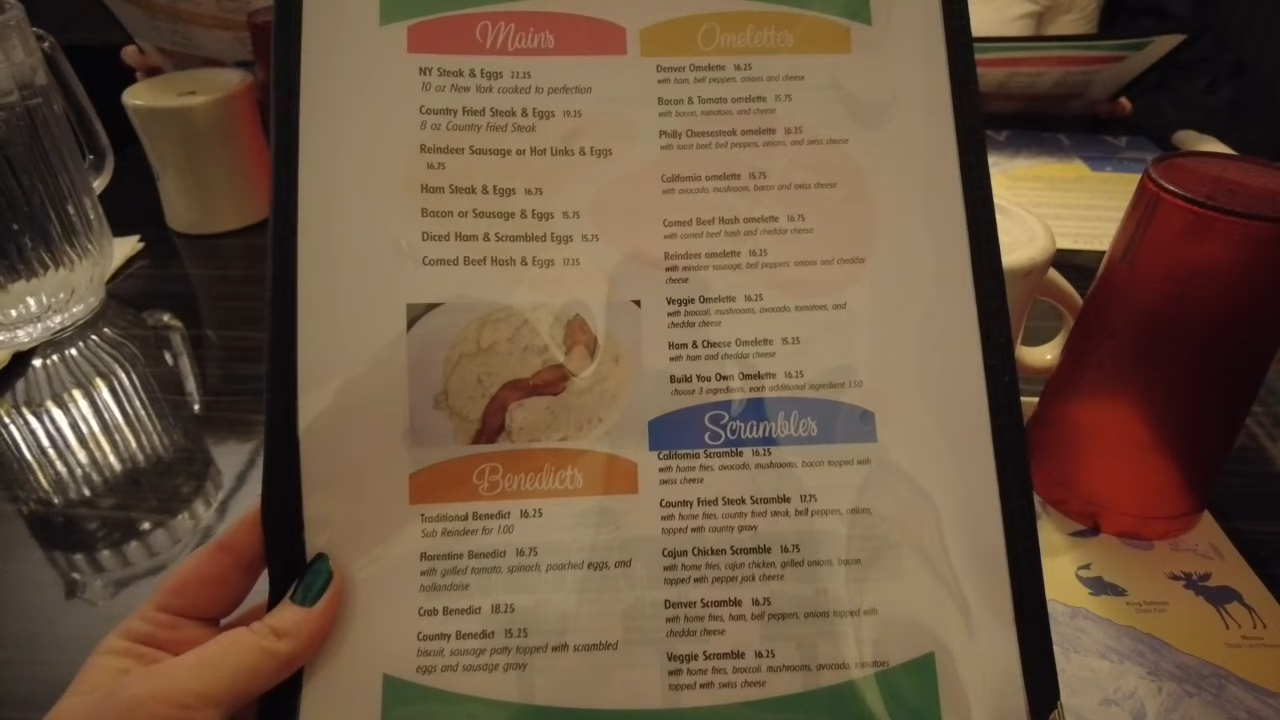 Mains
NY Steak & Eggs 22.25
10 oz New York cooked to perfection
Country Fried Steak & Eggs 19.25
8 oz Country Fried Steak
Reindeer Sausage or Hot Links & Eggs
16.75
Ham Steak & Eggs 16.75
Bacon or Sausage & Eggs 15.75
Diced Ham & Scrambled Eggs 15.75
Corned Beef Hash & Eggs 17.25
Benedicts
Traditional Benedict 16.25
Sub Reindeer for 1.00
Florentine Benedict 16.75
with grilled tomato, spinach, poached eggs, and
hollandaise
Crab Benedict 18.25
Country Benedict 15.25
biscuit, sausage patty topped with scrambled
eggs and sausage gravy
Omelettes
Denver Omelette 16.25
with ham, bell peppers, onions and cheese
Bacon & Tomato omelette 15.75
with bacon, tomatoes, and cheese
Philly Cheesesteak omelette 16.25
with roast beef, bell peppers, onions, and swiss cheese
California omelette 15.75
with avocado, mushroom, bacon and swiss cheese
Corned Beef Hash omelette 16.75
with corned beef hash and cheddar cheese
Reindeer omelette 16.25
with reindeer sausage, bell peppers, onions and cheddar
cheese
Veggie Omelette 16.25
with broccoli, mushrooms, avocado, tomatoes, and
cheddar cheese
Ham & Cheese Omelette 15.25
with ham and cheddar cheese
Build You Own Omelette 16.25
choose 3 ingredients, each additional ingredient 1.50
Scrambles
California Scramble 16.25
with home fries, avocado, mushrooms, bacon topped with
swiss cheese
Country Fried Steak Scramble 17.75
with home fries, country fried steak, bell peppers, onions,
topped with country gravy
Cajun Chicken Scramble 16.75
with home fries, cajun chicken, grilled onions, bacon,
topped with pepper jack cheese
Denver Scramble 16.75
with home fries, ham, bell peppers, onions topped with
cheddar cheese
Veggie Scramble 16.25
with home fries, broccoli, mushrooms, avocado, tomatoes
topped with swiss cheese
King Salmon
State Fish
Moose
State Land